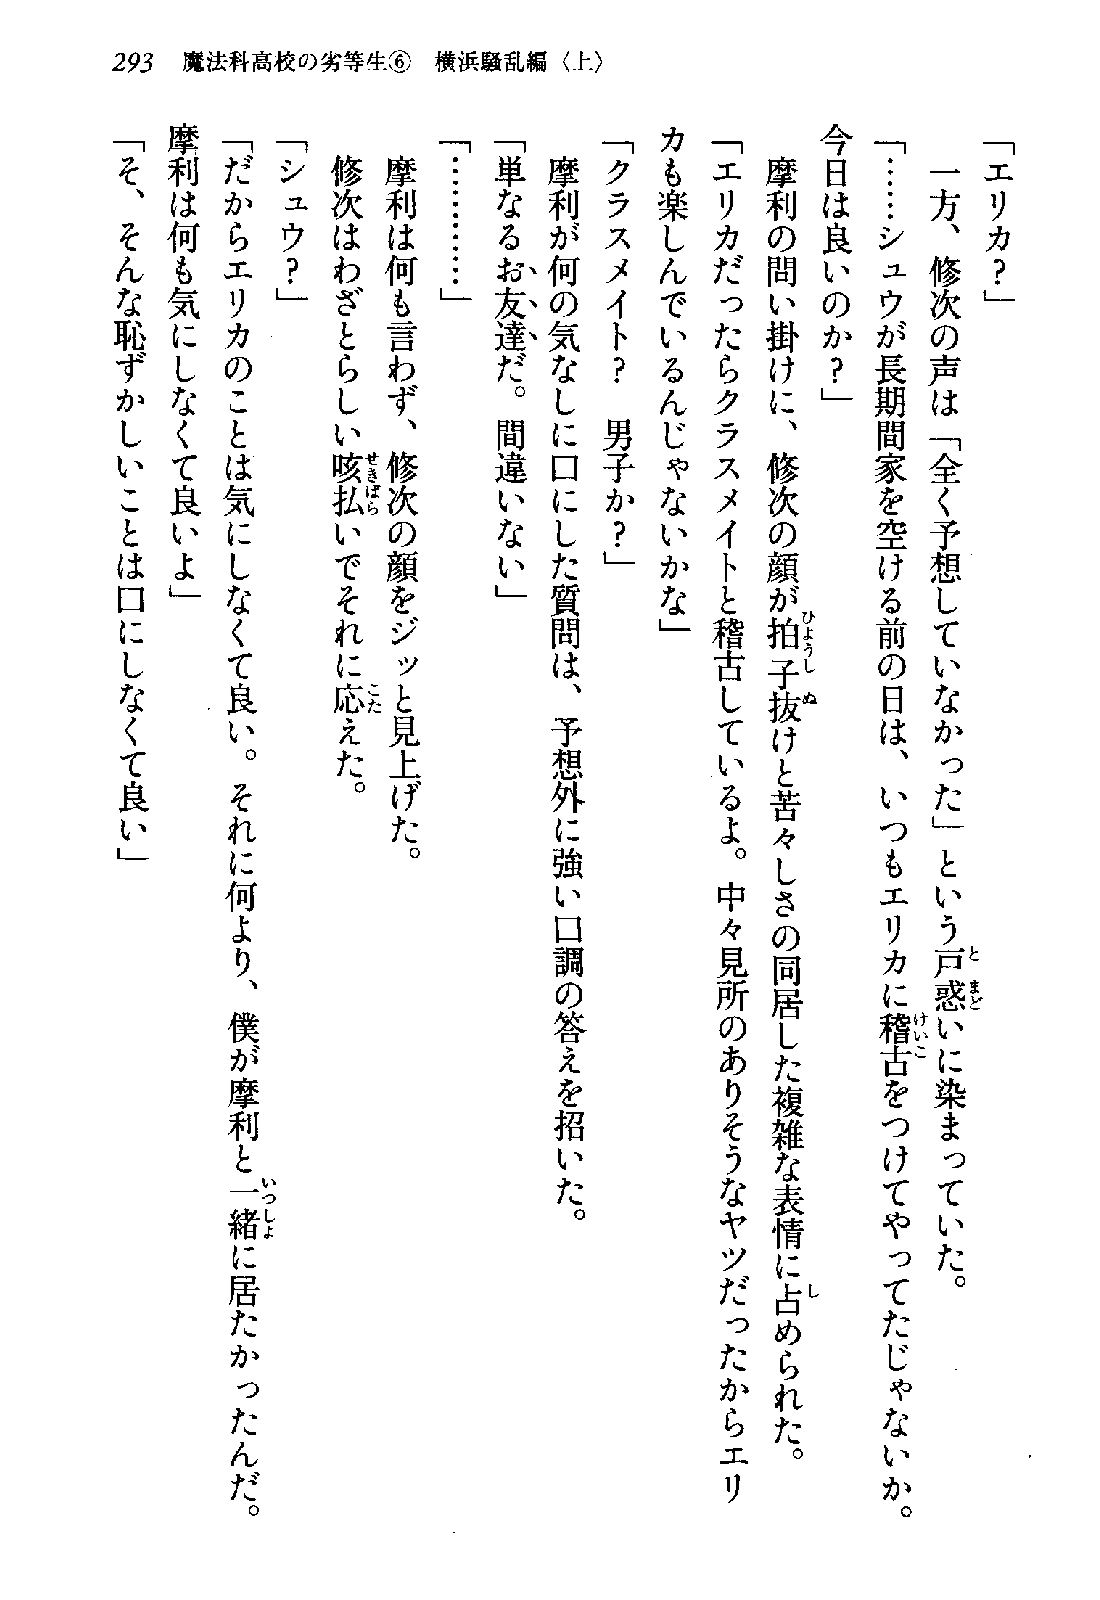 293 魔法科高校の劣等生⑥ 横浜騒乱編〈上〉
「エリカ？」
一方、修次の声は「全く予想していなかった」という戸惑いに染まっていた。
「……シュウが長期間家を空ける前の日は、いつもエリカに稽古をつけてやってたじゃないか。
今日は良いのか？」
摩利の問い掛けに、修次の顔が拍子抜けと苦々しさの同居した複雑な表情に占められた。
「エリカだったらクラスメイトと稽古しているよ。中々見所のありそうなヤツだったからエリ
カも楽しんでいるんじゃないかな」
「クラスメイト？　男子か？」
摩利が何の気なしに口にした質問は、予想外に強い口調の答えを招いた。
「単なるお友達だ。間違いない」
「…………」
摩利は何も言わず、修次の顔をジッと見上げた。
修次はわざとらしい咳払いでそれに応えた。
「シュウ？」
「だからエリカのことは気にしなくて良い。それに何より、僕が摩利と一緒に居たかったんだ。
摩利は何も気にしなくて良いよ」
「そ、そんな恥ずかしいことは口にしなくて良い」